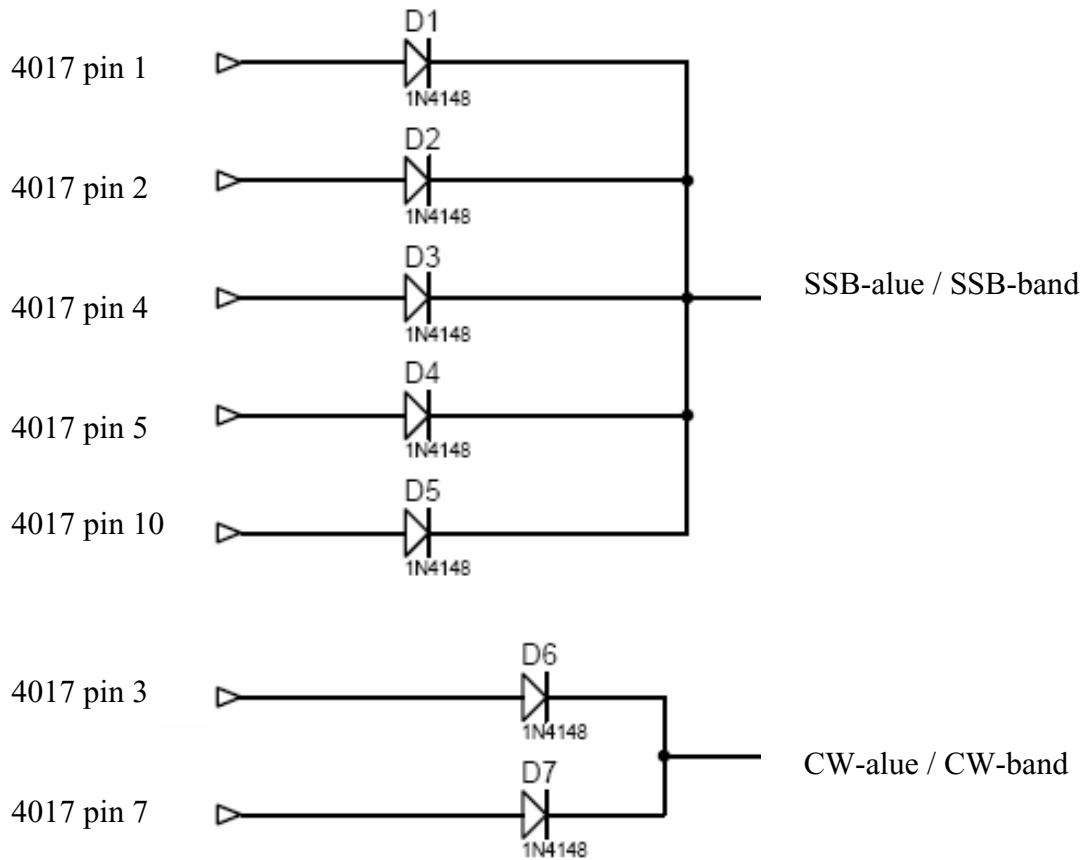 D1
4017 pin 1
1N4148
D2
4017 pin 2
1N4148
D3
4017 pin 4
SSB-alue / SSB-band
1N4148
D4
4017 pin 5
1N4148
D5
4017 pin 10
1N4148
D6
4017 pin 3
1N4148
CW-alue / CW-band
D7
4017 pin 7
1N4148